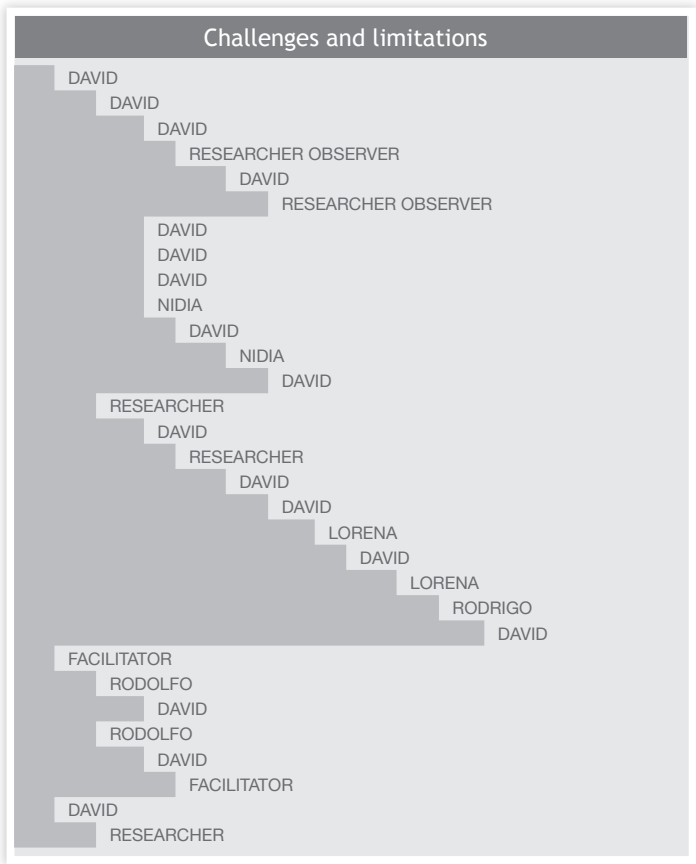 Challenges and limitations
DAVID
DAVID
DAVID
RESEARCHER OBSERVER
DAVID
RESEARCHER OBSERVER
DAVID
DAVID
DAVID
NIDIA
DAVID
NIDIA
DAVID
RESEARCHER
DAVID
RESEARCHER
DAVID
DAVID
LORENA
DAVID
LORENA
RODRIGO
DAVID
FACILITATOR
RODOLFO
DAVID
RODOLFO
DAVID
FACILITATOR
DAVID
RESEARCHER